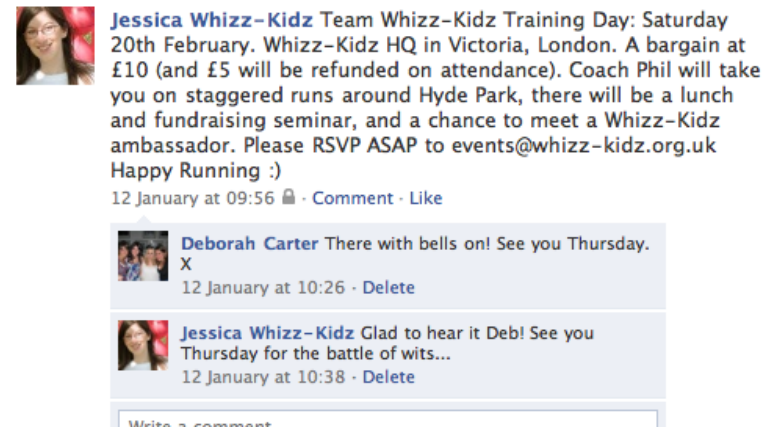 Jessica Whizz-Kidz Team Whizz-Kidz Training Day: Saturday
20th February. Whizz-Kidz HQ in Victoria, London. A bargain at
£10 (and £5 will be refunded on attendance). Coach Phil will take
you on staggered runs around Hyde Park, there will be a lunch
and fundraising seminar, and a chance to meet a Whizz-Kidz
ambassador. Please RSVP ASAP to events@whizz-kidz.org.uk
Happy Running :)
12 January at 09:56 · Comment · Like
Deborah Carter There with bells on! See you Thursday.
X
12 January at 10:26 · Delete
Jessica Whizz-Kidz Glad to hear it Deb! See you
Thursday for the battle of wits...
12 January at 10:38 · Delete
Write a comment